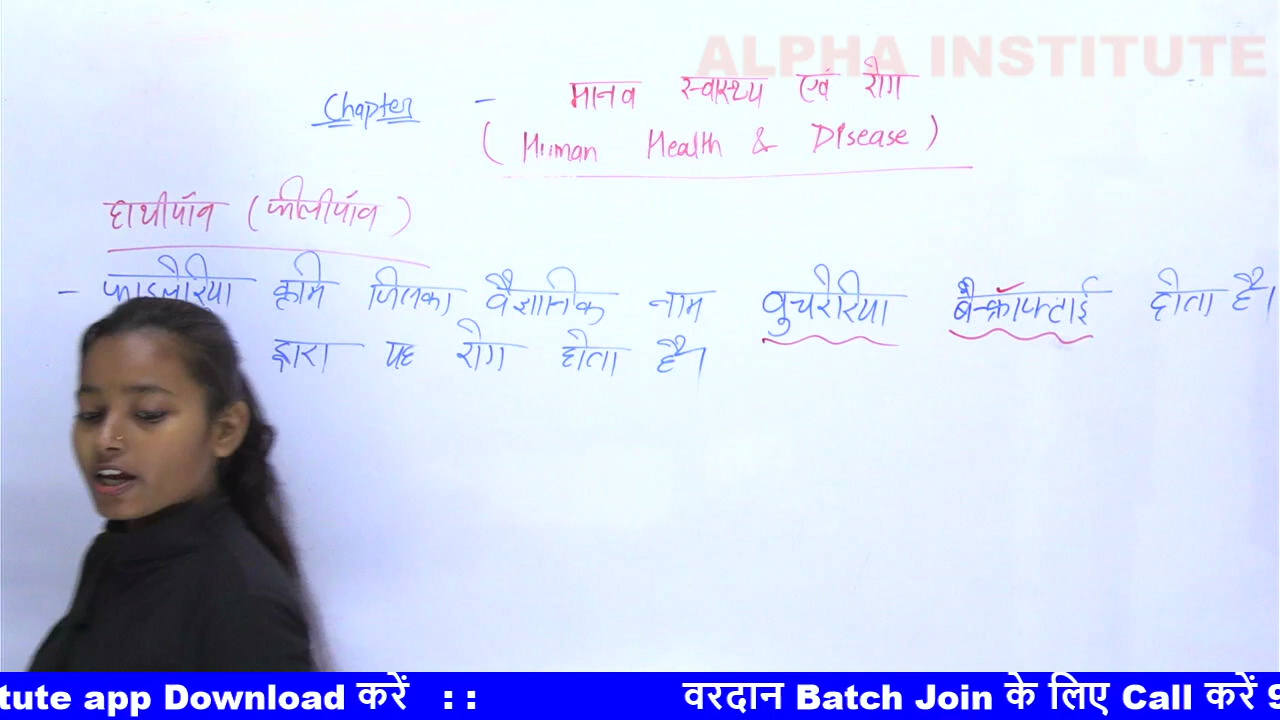 ALPHA INSTITUTE
Chapter - मानव स्वास्थ्य एवं रोग
( Human Health & Disease )
हाथीपाँव ( फीलीपाँव )
- फाइलेरिया कृमि जिसका वैज्ञानिक नाम वुचरेरिया बैन्क्रॉफ्टाई होता है।
द्वारा यह रोग होता है।
tute app Download करें : : वरदान Batch Join के लिए Call करें 9